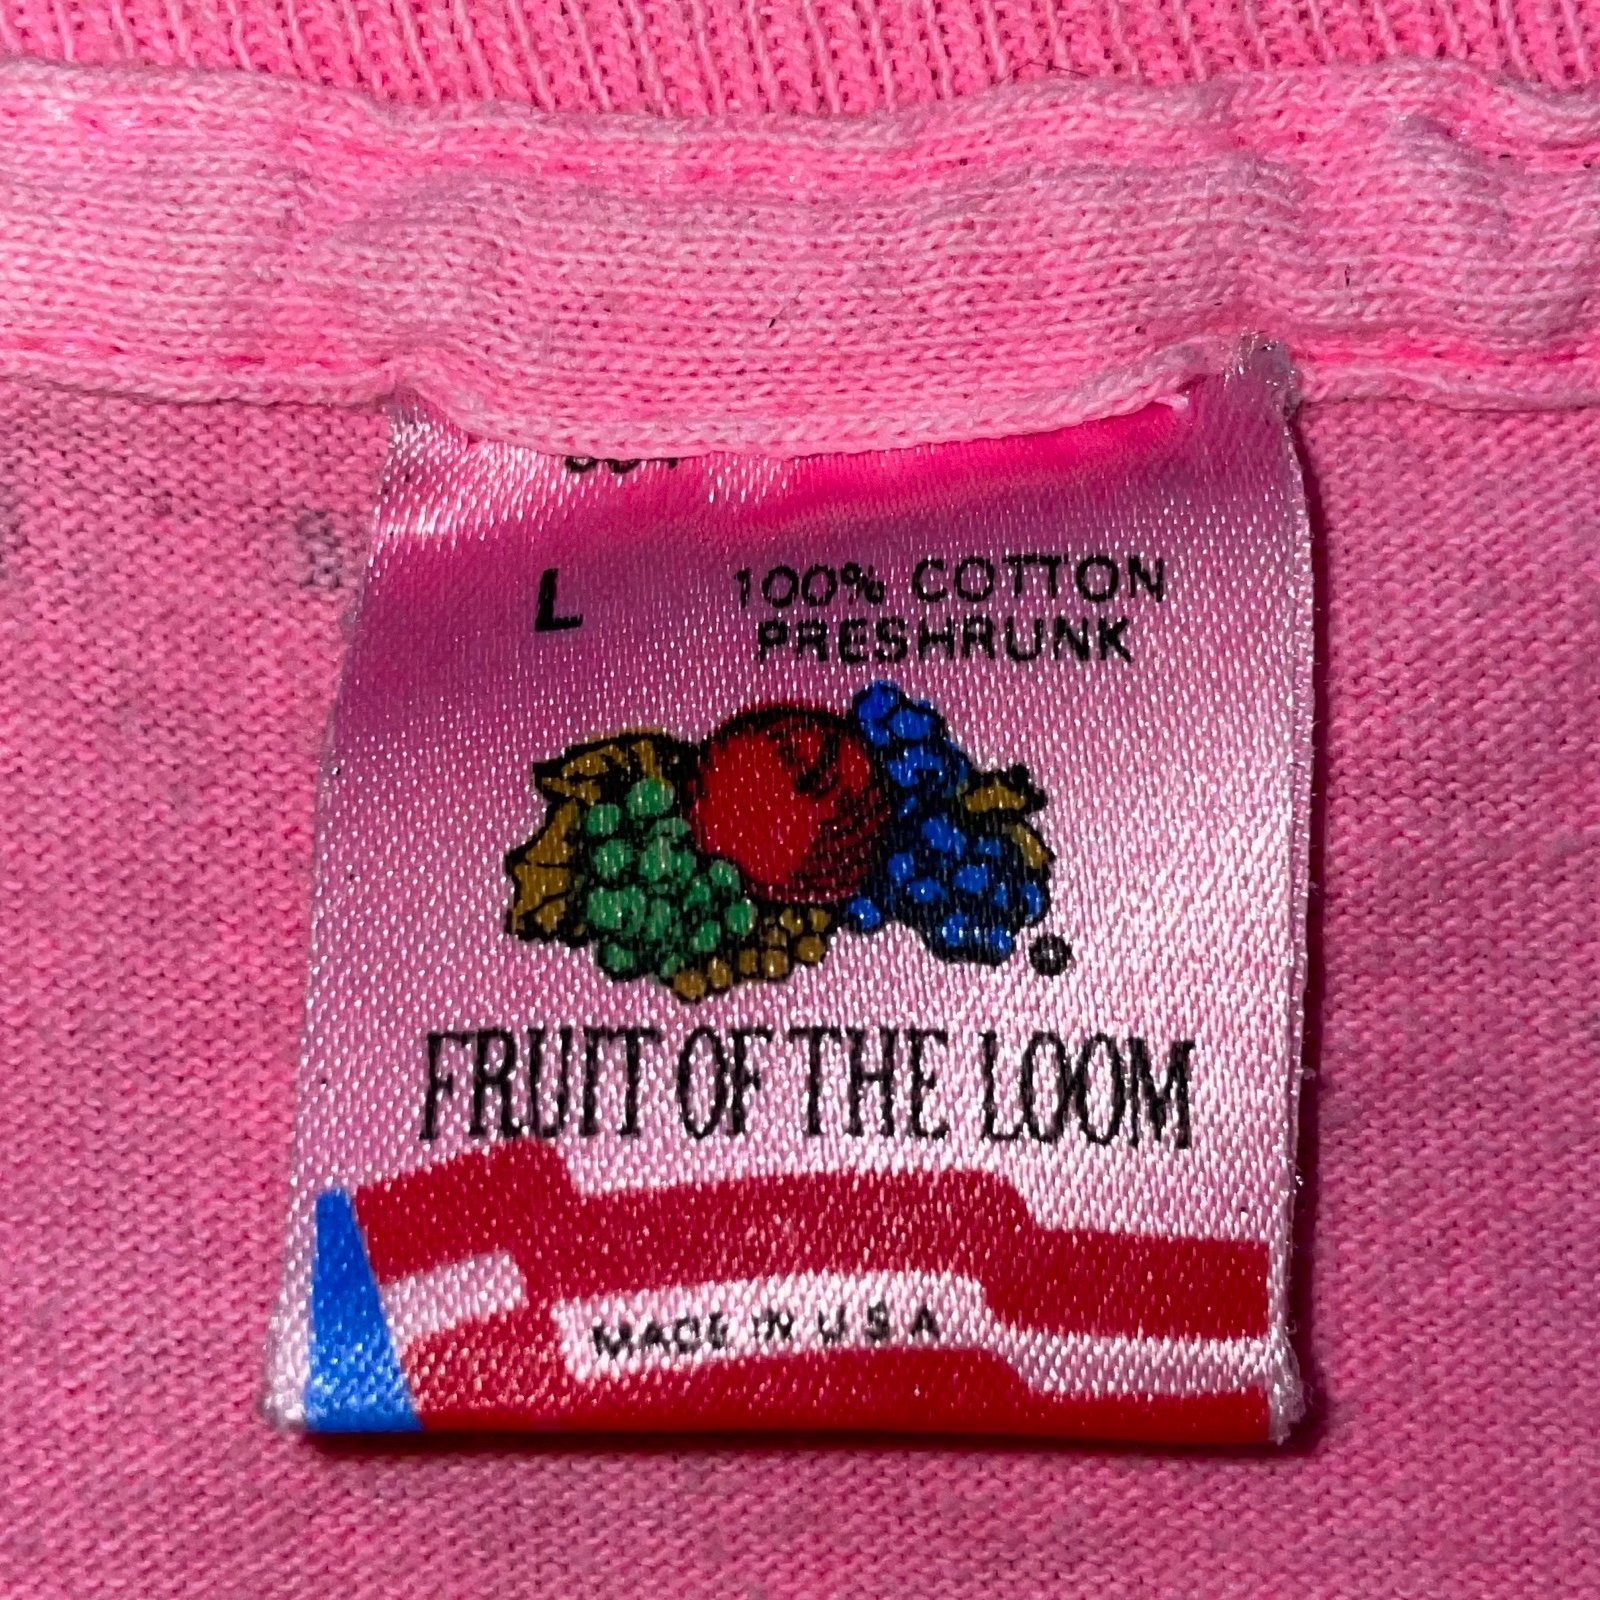 L
100% COTTON
PRESHRUNK
®
FRUIT OF THE LOOM
MADE IN U.S.A.